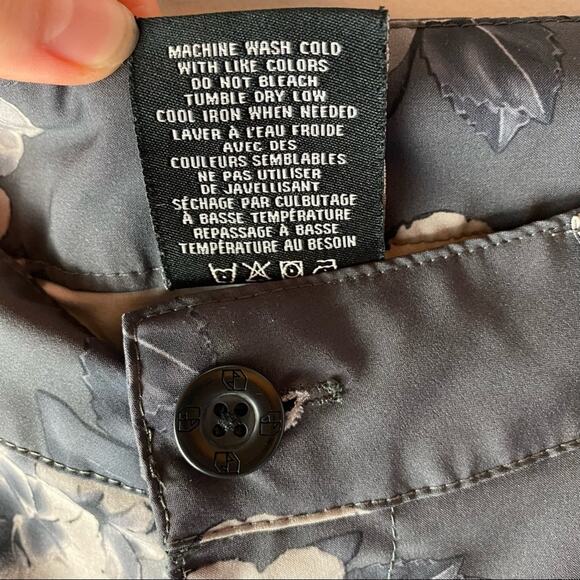 MACHINE WASH COLD
WITH LIKE COLORS
DO NOT BLEACH
TUMBLE DRY LOW
COOL IRON WHEN NEEDED
LAVER À L'EAU FROIDE
AVEC DES
COULEURS SEMBLABLES
NE PAS UTILISER
DE JAVELLISANT
SÉCHAGE PAR CULBUTAGE
À BASSE TEMPÉRATURE
REPASSAGE À BASSE
TEMPÉRATURE AU BESOIN